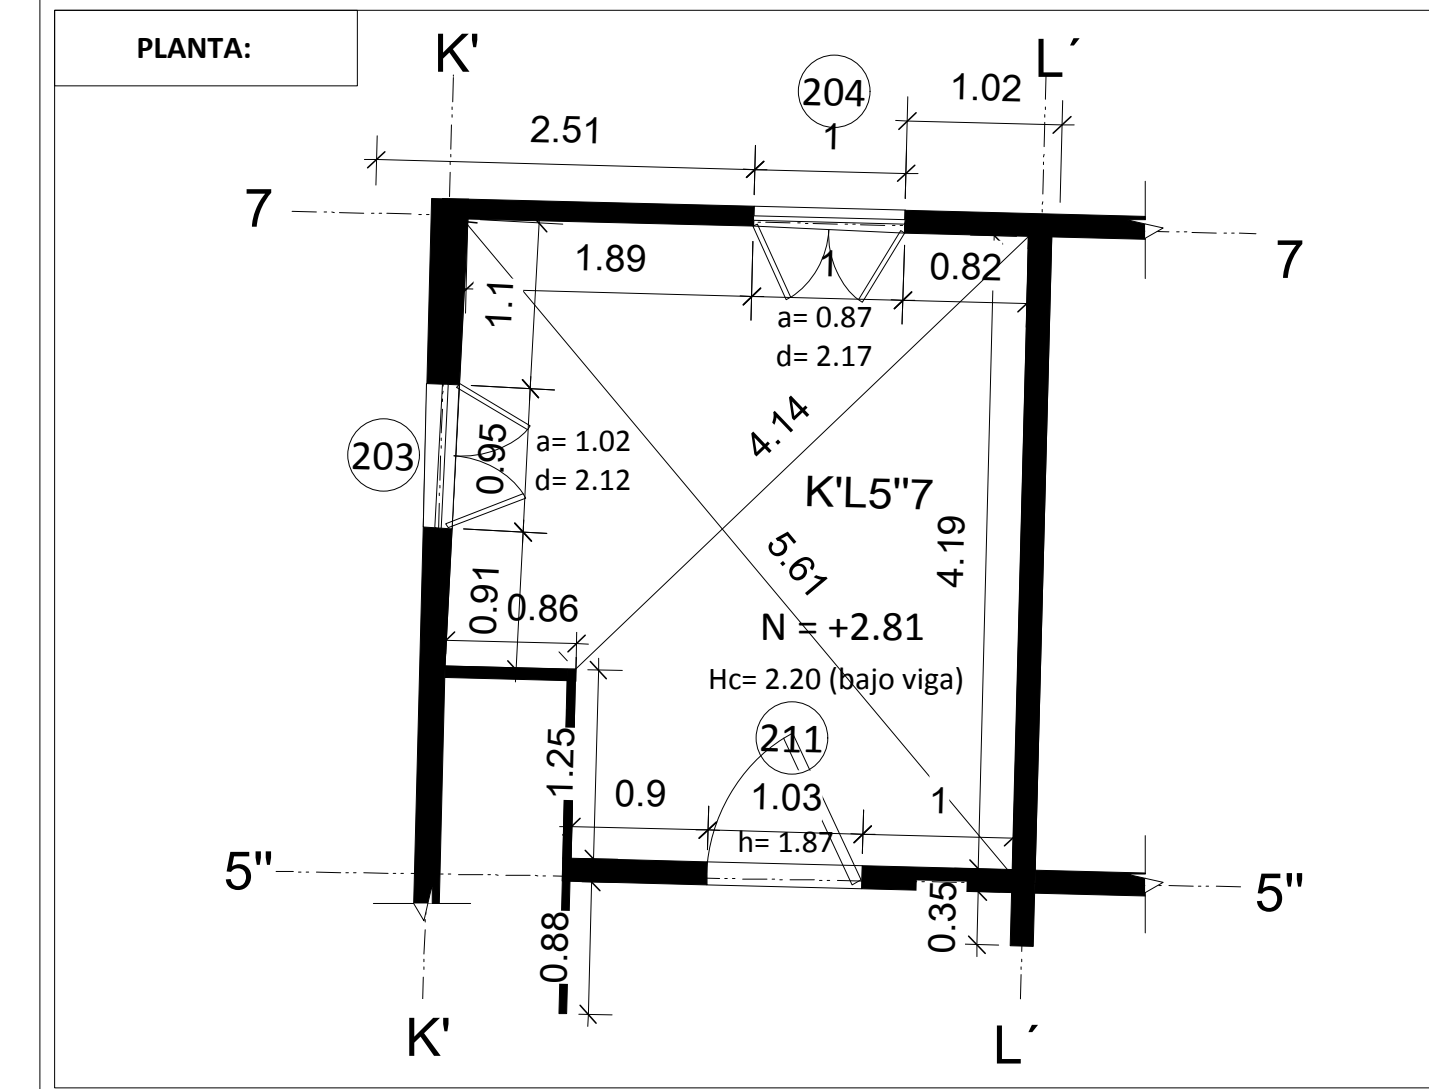 PLANTA:
K'
L´
204
1.02
2.51
1
7
7
1.89
1
0.82
1.1
a= 0.87
d= 2.17
4.14
203
0.95
a= 1.02
d= 2.12
K'L5''7
4.19
5.61
0.91
0.86
N = +2.81
Hc= 2.20 (bajo viga)
211
1.25
0.9
1.03
1
h= 1.87
5''
5''
0.35
0.88
K'
L´